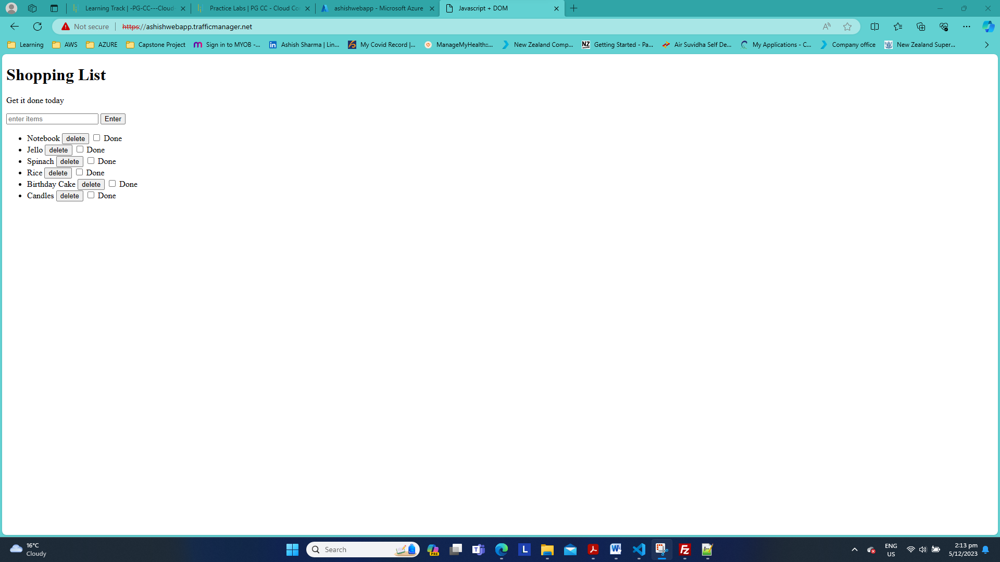 Learning Track | -PG-CC---Cloud-
Practice Labs | PG CC - Cloud Co
ashishwebapp - Microsoft Azure
Javascript + DOM
Not secure
https://ashishwebapp.trafficmanager.net
Learning
AWS
AZURE
Capstone Project
Sign in to MYOB -...
Ashish Sharma | Lin...
My Covid Record |...
ManageMyHealth::...
New Zealand Comp...
Getting Started - Pa...
Air Suvidha Self De...
My Applications - C...
Company office
New Zealand Super...
Shopping List
Get it done today
enter items Enter
Notebook delete Done
Jello delete Done
Spinach delete Done
Rice delete Done
Birthday Cake delete Done
Candles delete Done
16°C
Cloudy
Search
PRE
ENG
US
2:13 pm
5/12/2023